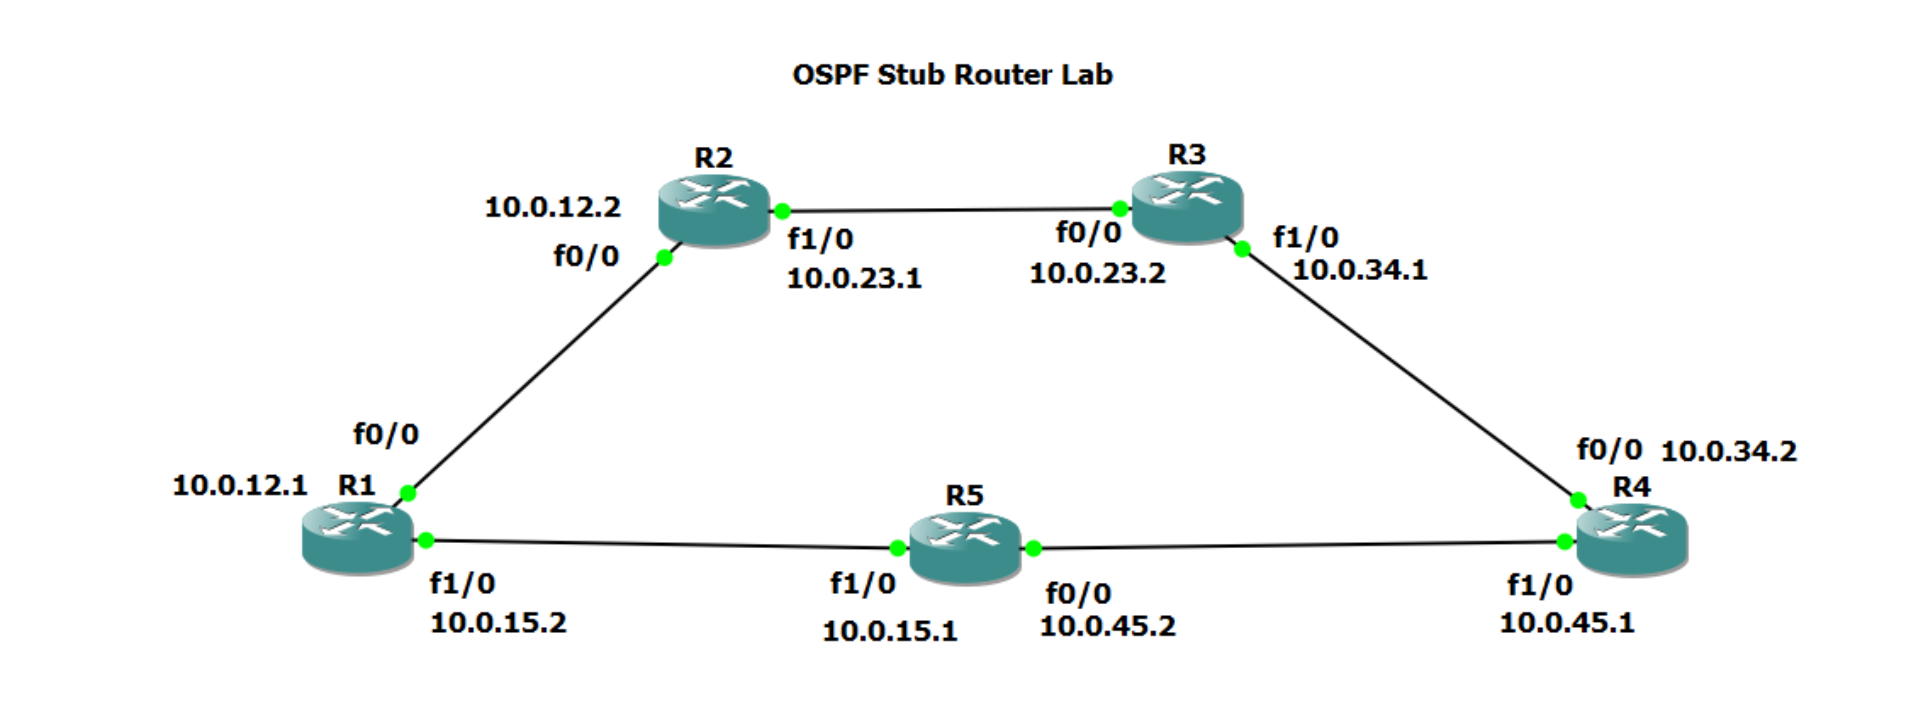 OSPF Stub Router Lab
R2
R3
10.0.12.2
f0/0
f1/0
10.0.23.1
f0/0
10.0.23.2
f1/0
10.0.34.1
f0/0
10.0.12.1
R1
f1/0
10.0.15.2
R5
f1/0
10.0.15.1
f0/0
10.0.45.2
f0/0 10.0.34.2
R4
f1/0
10.0.45.1